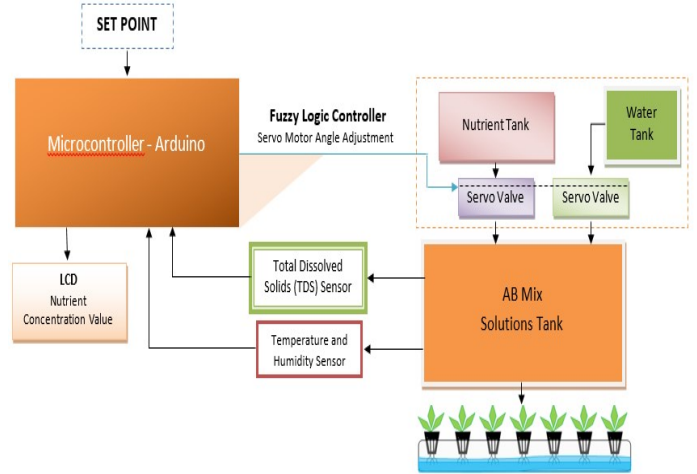 SET POINT
Microcontroller - Arduino
Fuzzy Logic Controller
Servo Motor Angle Adjustment
Nutrient Tank
Water
Tank
Servo Valve
Servo Valve
LCD
Nutrient
Concentration Value
Total Dissolved
Solids (TDS) Sensor
Temperature and
Humidity Sensor
AB Mix
Solutions Tank